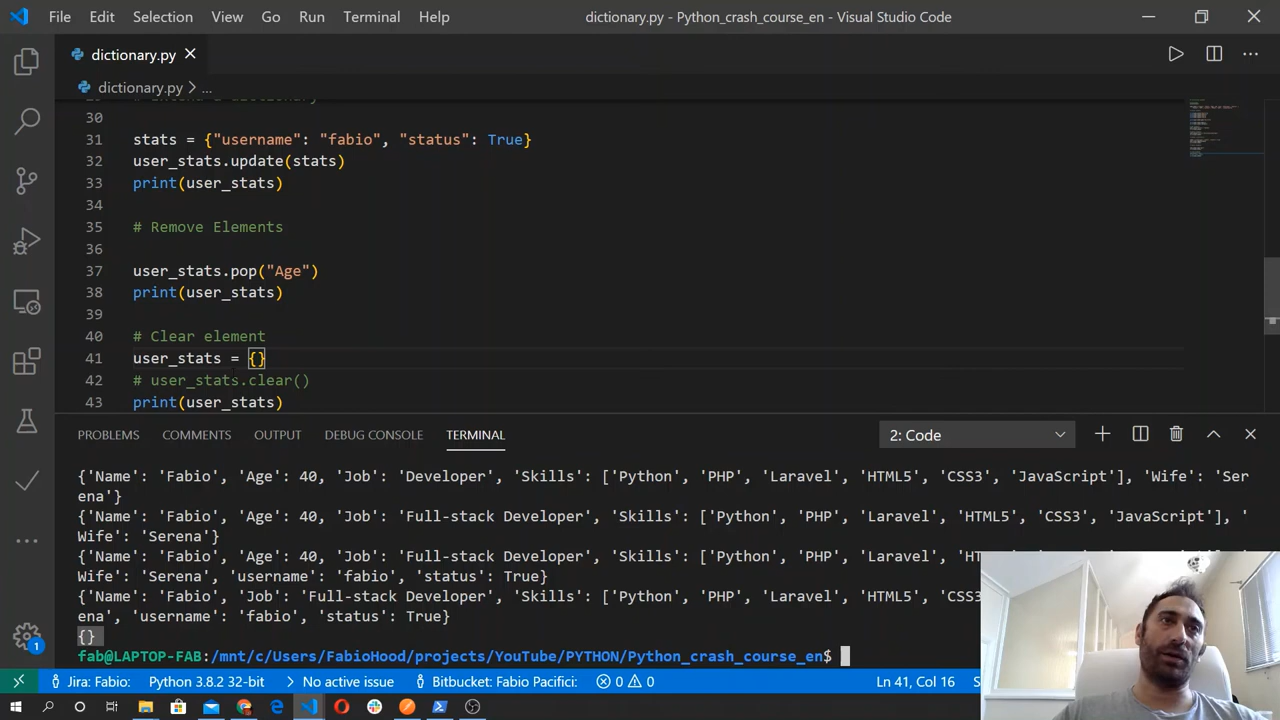 File Edit Selection View Go Run Terminal Help dictionary.py - Python_crash_course_en - Visual Studio Code
dictionary.py
dictionary.py > ...
30
31 stats = {"username": "fabio", "status": True}
32 user_stats.update(stats)
33 print(user_stats)
34
35 # Remove Elements
36
37 user_stats.pop("Age")
38 print(user_stats)
39
40 # Clear element
41 user_stats = {}
42 # user_stats.clear()
43 print(user_stats)
PROBLEMS COMMENTS OUTPUT DEBUG CONSOLE TERMINAL 2: Code
{'Name': 'Fabio', 'Age': 40, 'Job': 'Developer', 'Skills': ['Python', 'PHP', 'Laravel', 'HTML5', 'CSS3', 'JavaScript'], 'Wife': 'Ser
ena'}
{'Name': 'Fabio', 'Age': 40, 'Job': 'Full-stack Developer', 'Skills': ['Python', 'PHP', 'Laravel', 'HTML5', 'CSS3', 'JavaScript'], '
Wife': 'Serena'}
{'Name': 'Fabio', 'Age': 40, 'Job': 'Full-stack Developer', 'Skills': ['Python', 'PHP', 'Laravel', 'HTML5', 'CSS3',
Wife': 'Serena', 'username': 'fabio', 'status': True}
{'Name': 'Fabio', 'Job': 'Full-stack Developer', 'Skills': ['Python', 'PHP', 'Laravel', 'HTML5', 'CSS3
ena', 'username': 'fabio', 'status': True}
{}
fab@LAPTOP-FAB:/mnt/c/Users/FabioHood/projects/YouTube/PYTHON/Python_crash_course_en$
1
Jira: Fabio: Python 3.8.2 32-bit No active issue Bitbucket: Fabio Pacifici: 0 0 Ln 41, Col 16